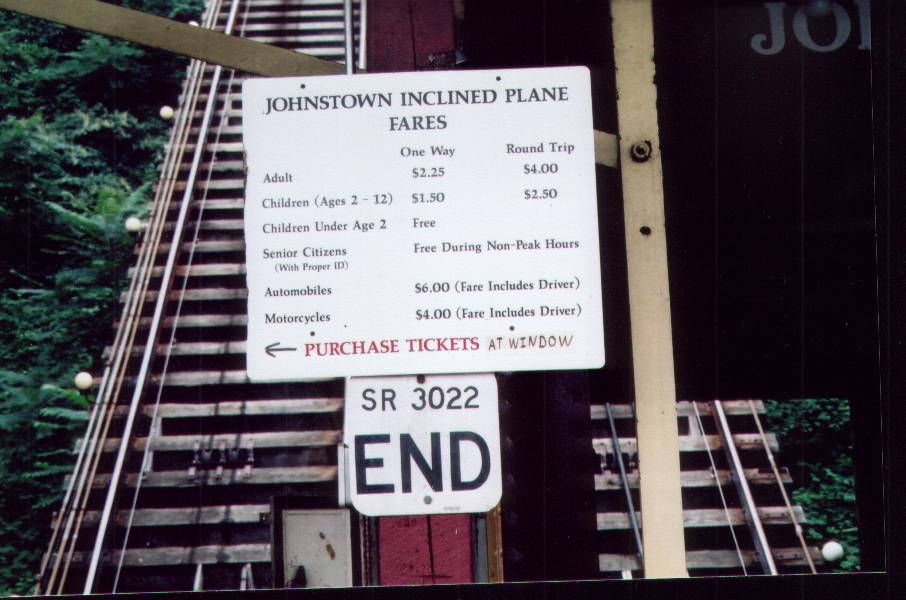 JOHNSTOWN INCLINED PLANE
FARES
One Way Round Trip
Adult $2.25 $4.00
Children (Ages 2 - 12) $1.50 $2.50
Children Under Age 2 Free
Senior Citizens Free During Non-Peak Hours
(With Proper ID)
Automobiles $6.00 (Fare Includes Driver)
Motorcycles $4.00 (Fare Includes Driver)
← PURCHASE TICKETS AT WINDOW
SR 3022
END